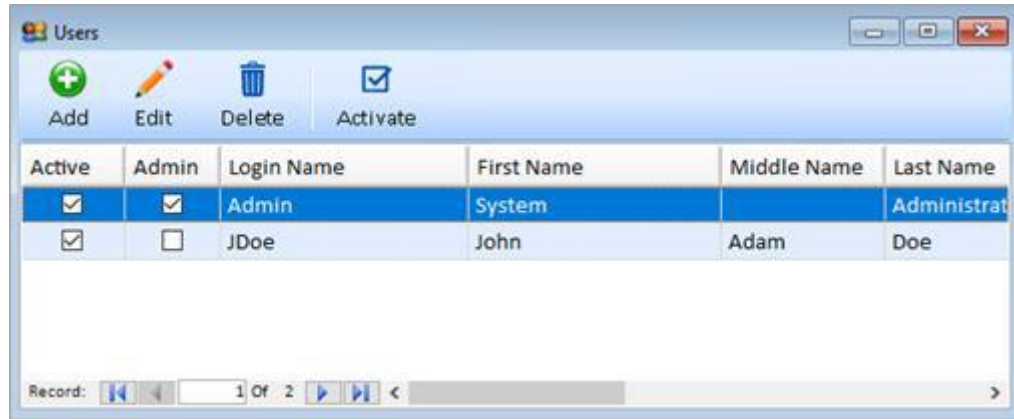 Users
Add Edit Delete Activate
Active Admin Login Name First Name Middle Name Last Name
Admin System Administrat
JDoe John Adam Doe
Record: 1 Of 2